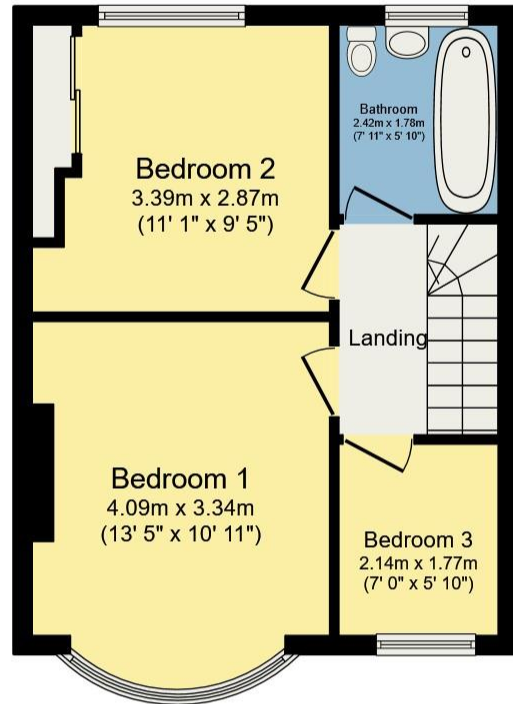 Bathroom
2.42m x 1.78m
(7' 11" x 5' 10")
Bedroom 2
3.39m x 2.87m
(11' 1" x 9' 5")
Landing
Bedroom 1
4.09m x 3.34m
(13' 5" x 10' 11")
Bedroom 3
2.14m x 1.77m
(7' 0" x 5' 10")